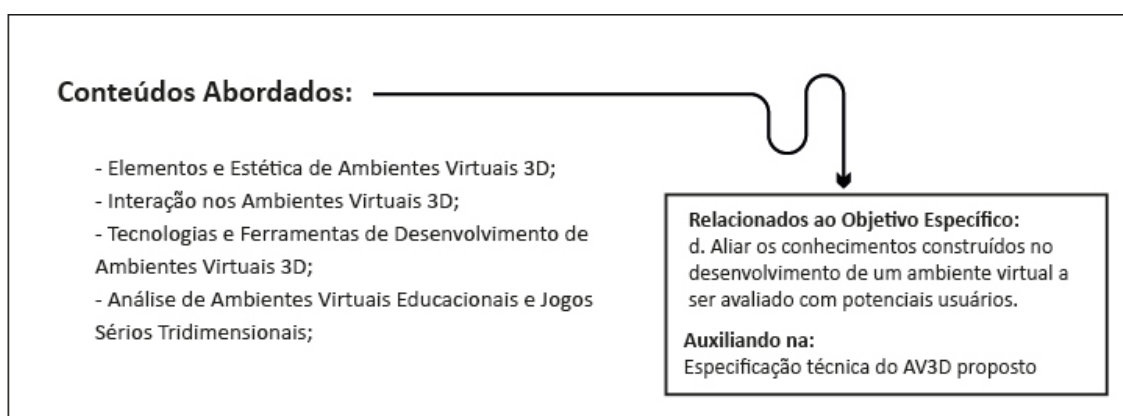 Conteúdos Abordados:
- Elementos e Estética de Ambientes Virtuais 3D;
- Interação nos Ambientes Virtuais 3D;
- Tecnologias e Ferramentas de Desenvolvimento de
Ambientes Virtuais 3D;
- Análise de Ambientes Virtuais Educacionais e Jogos
Sérios Tridimensionais;
Relacionados ao Objetivo Específico:
d. Aliar os conhecimentos construídos no
desenvolvimento de um ambiente virtual a
ser avaliado com potenciais usuários.
Auxiliando na:
Especificação técnica do AV3D proposto